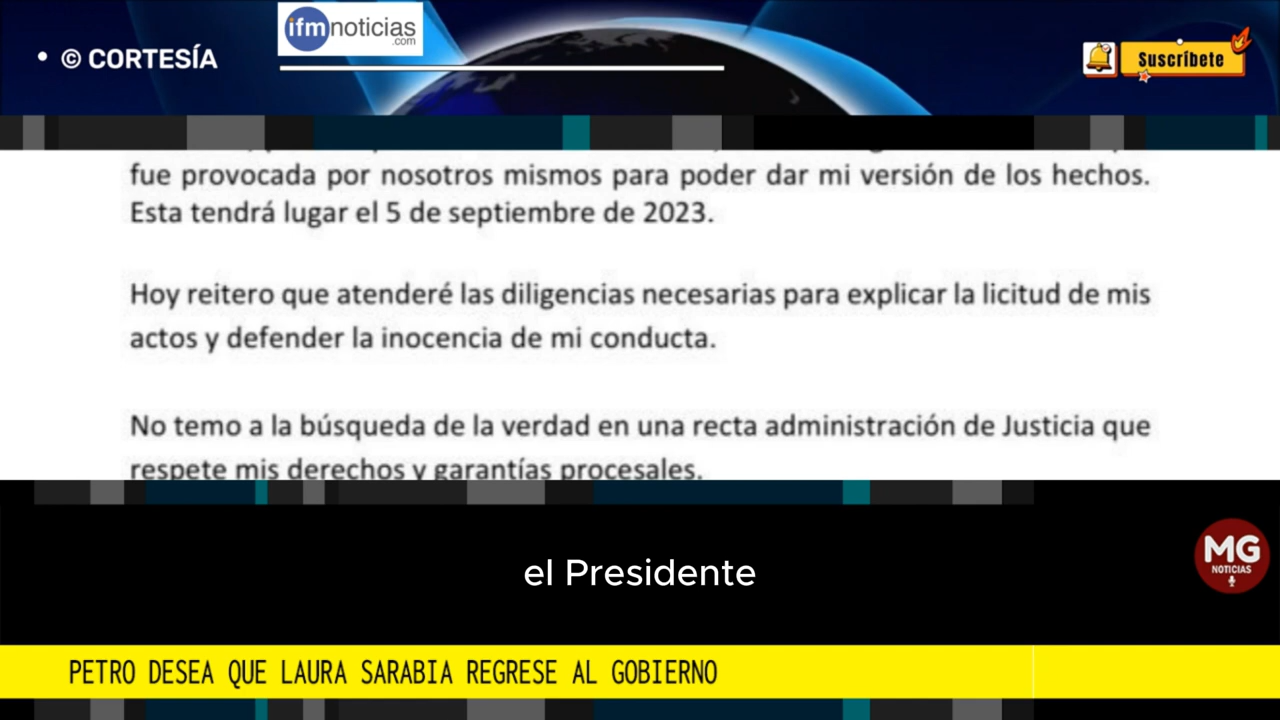 • © CORTESÍA
ifmnoticias
.com
Suscríbete
fue provocada por nosotros mismos para poder dar mi versión de los hechos.
Esta tendrá lugar el 5 de septiembre de 2023.
Hoy reitero que atenderé las diligencias necesarias para explicar la licitud de mis
actos y defender la inocencia de mi conducta.
No temo a la búsqueda de la verdad en una recta administración de Justicia que
respete mis derechos y garantías procesales.
MG
NOTICIAS
el Presidente
PETRO DESEA QUE LAURA SARABIA REGRESE AL GOBIERNO